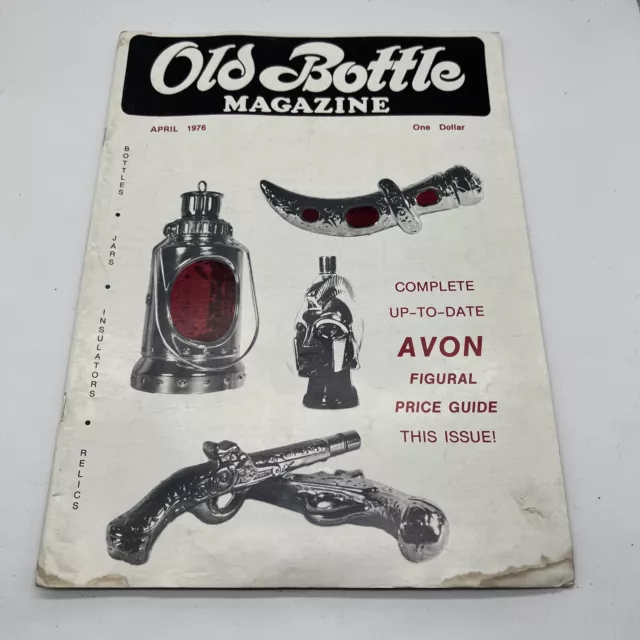 Old Bottle
MAGAZINE
APRIL 1976
One Dollar
BOTTLES • JARS • INSULATORS • RELICS
COMPLETE
UP-TO-DATE
AVON
FIGURAL
PRICE GUIDE
THIS ISSUE!